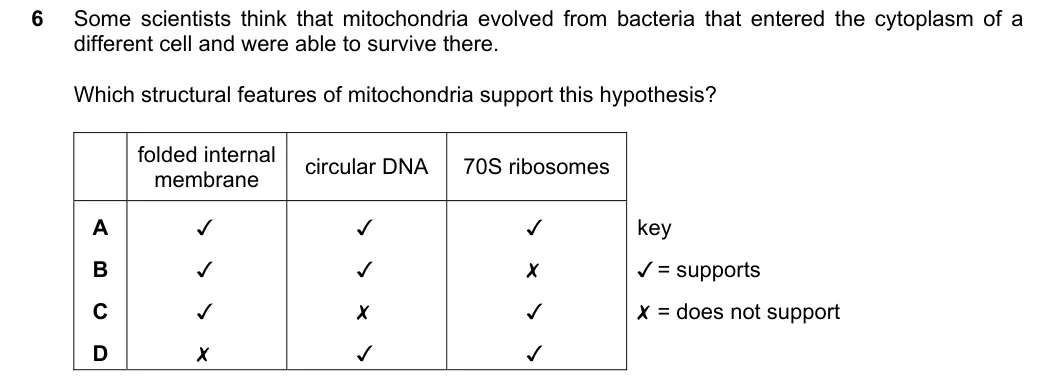 6 Some scientists think that mitochondria evolved from bacteria that entered the cytoplasm of a
different cell and were able to survive there.
Which structural features of mitochondria support this hypothesis?
folded internal
membrane
circular DNA
70S ribosomes
A ✓ ✓ ✓ key
B ✓ ✓ ✗ ✓ = supports
C ✓ ✗ ✓ ✗ = does not support
D ✗ ✓ ✓